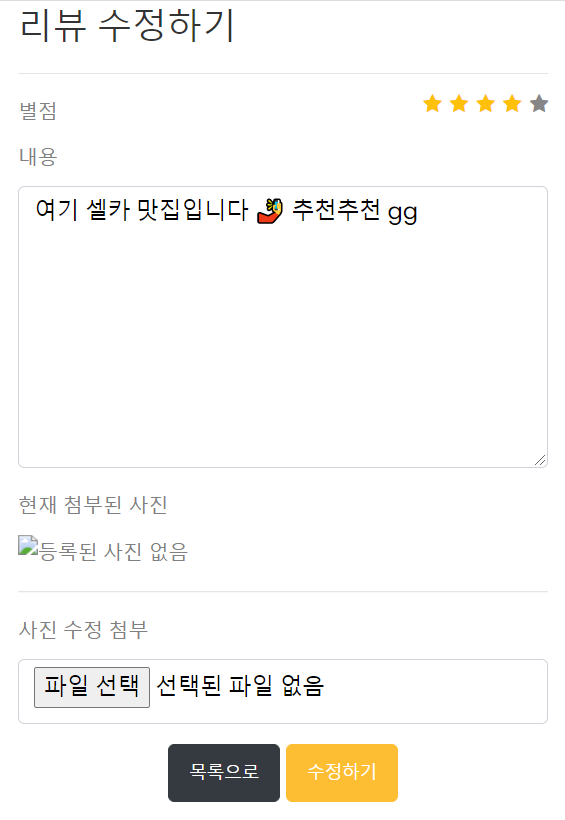 리뷰 수정하기
별점
내용
여기 셀카 맛집입니다 🤳 추천추천 gg
현재 첨부된 사진
등록된 사진 없음
사진 수정 첨부
파일 선택 선택된 파일 없음
목록으로 수정하기